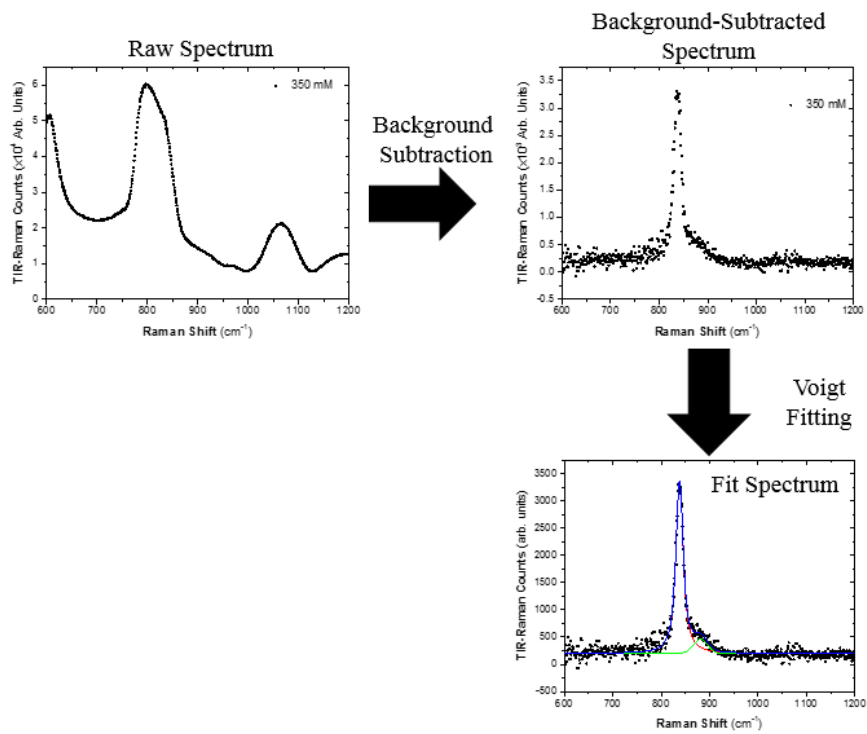 Raw Spectrum
TIR-Raman Counts (×10⁴ Arb. Units)
6
5
4
3
2
1
0
350 mM
600 700 800 900 1000 1100 1200
Raman Shift (cm⁻¹)
Background
Subtraction
Background-Subtracted
Spectrum
TIR-Raman Counts (×10³ Arb. Units)
3.5
3.0
2.5
2.0
1.5
1.0
0.5
0.0
-0.5
350 mM
600 700 800 900 1000 1100 1200
Raman Shift (cm⁻¹)
Voigt
Fitting
Fit Spectrum
TIR-Raman Counts (arb. units)
3500
3000
2500
2000
1500
1000
500
0
-500
600 700 800 900 1000 1100 1200
Raman Shift (cm⁻¹)